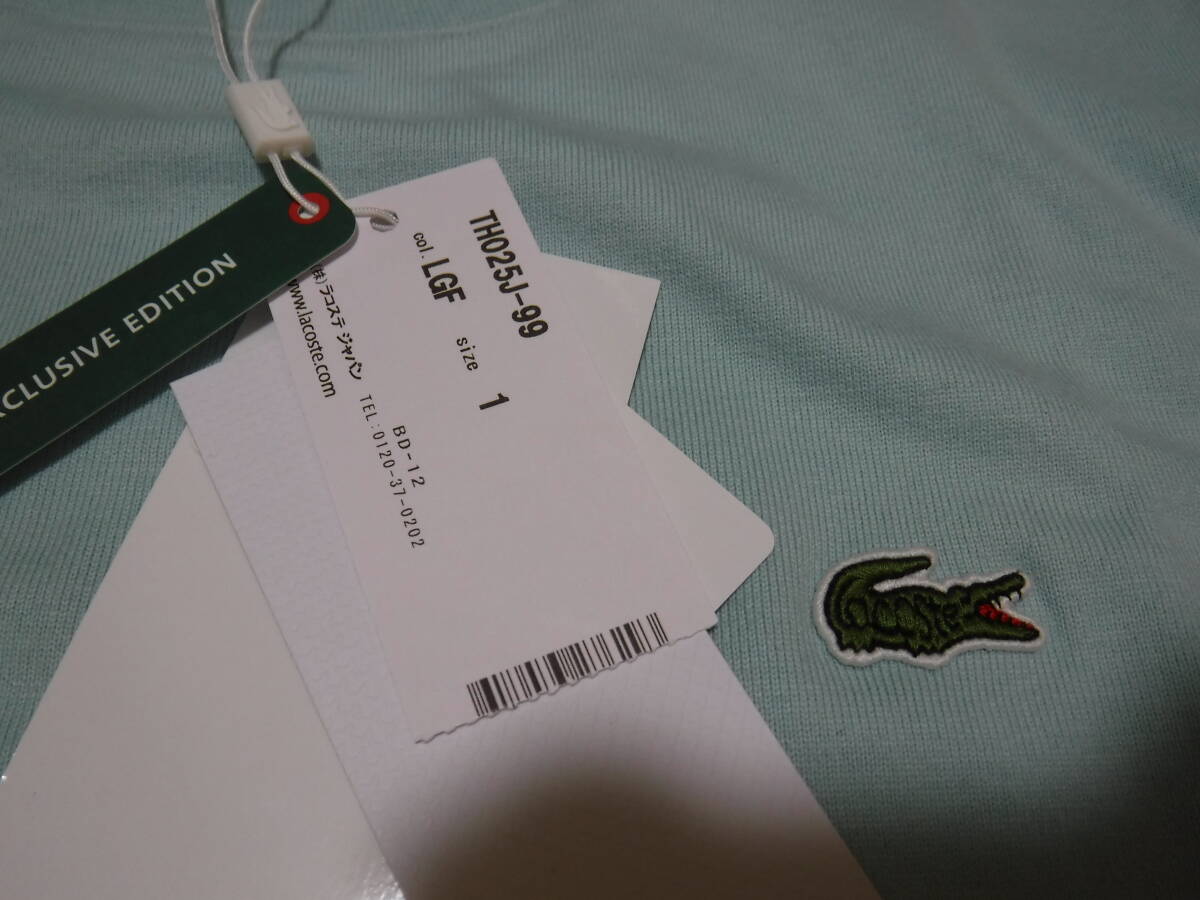 EXCLUSIVE EDITION
TH025J-99
col. LGF size 1
BD-12
TEL:0120-37-0202
(株)ラコステ ジャパン
www.lacoste.com